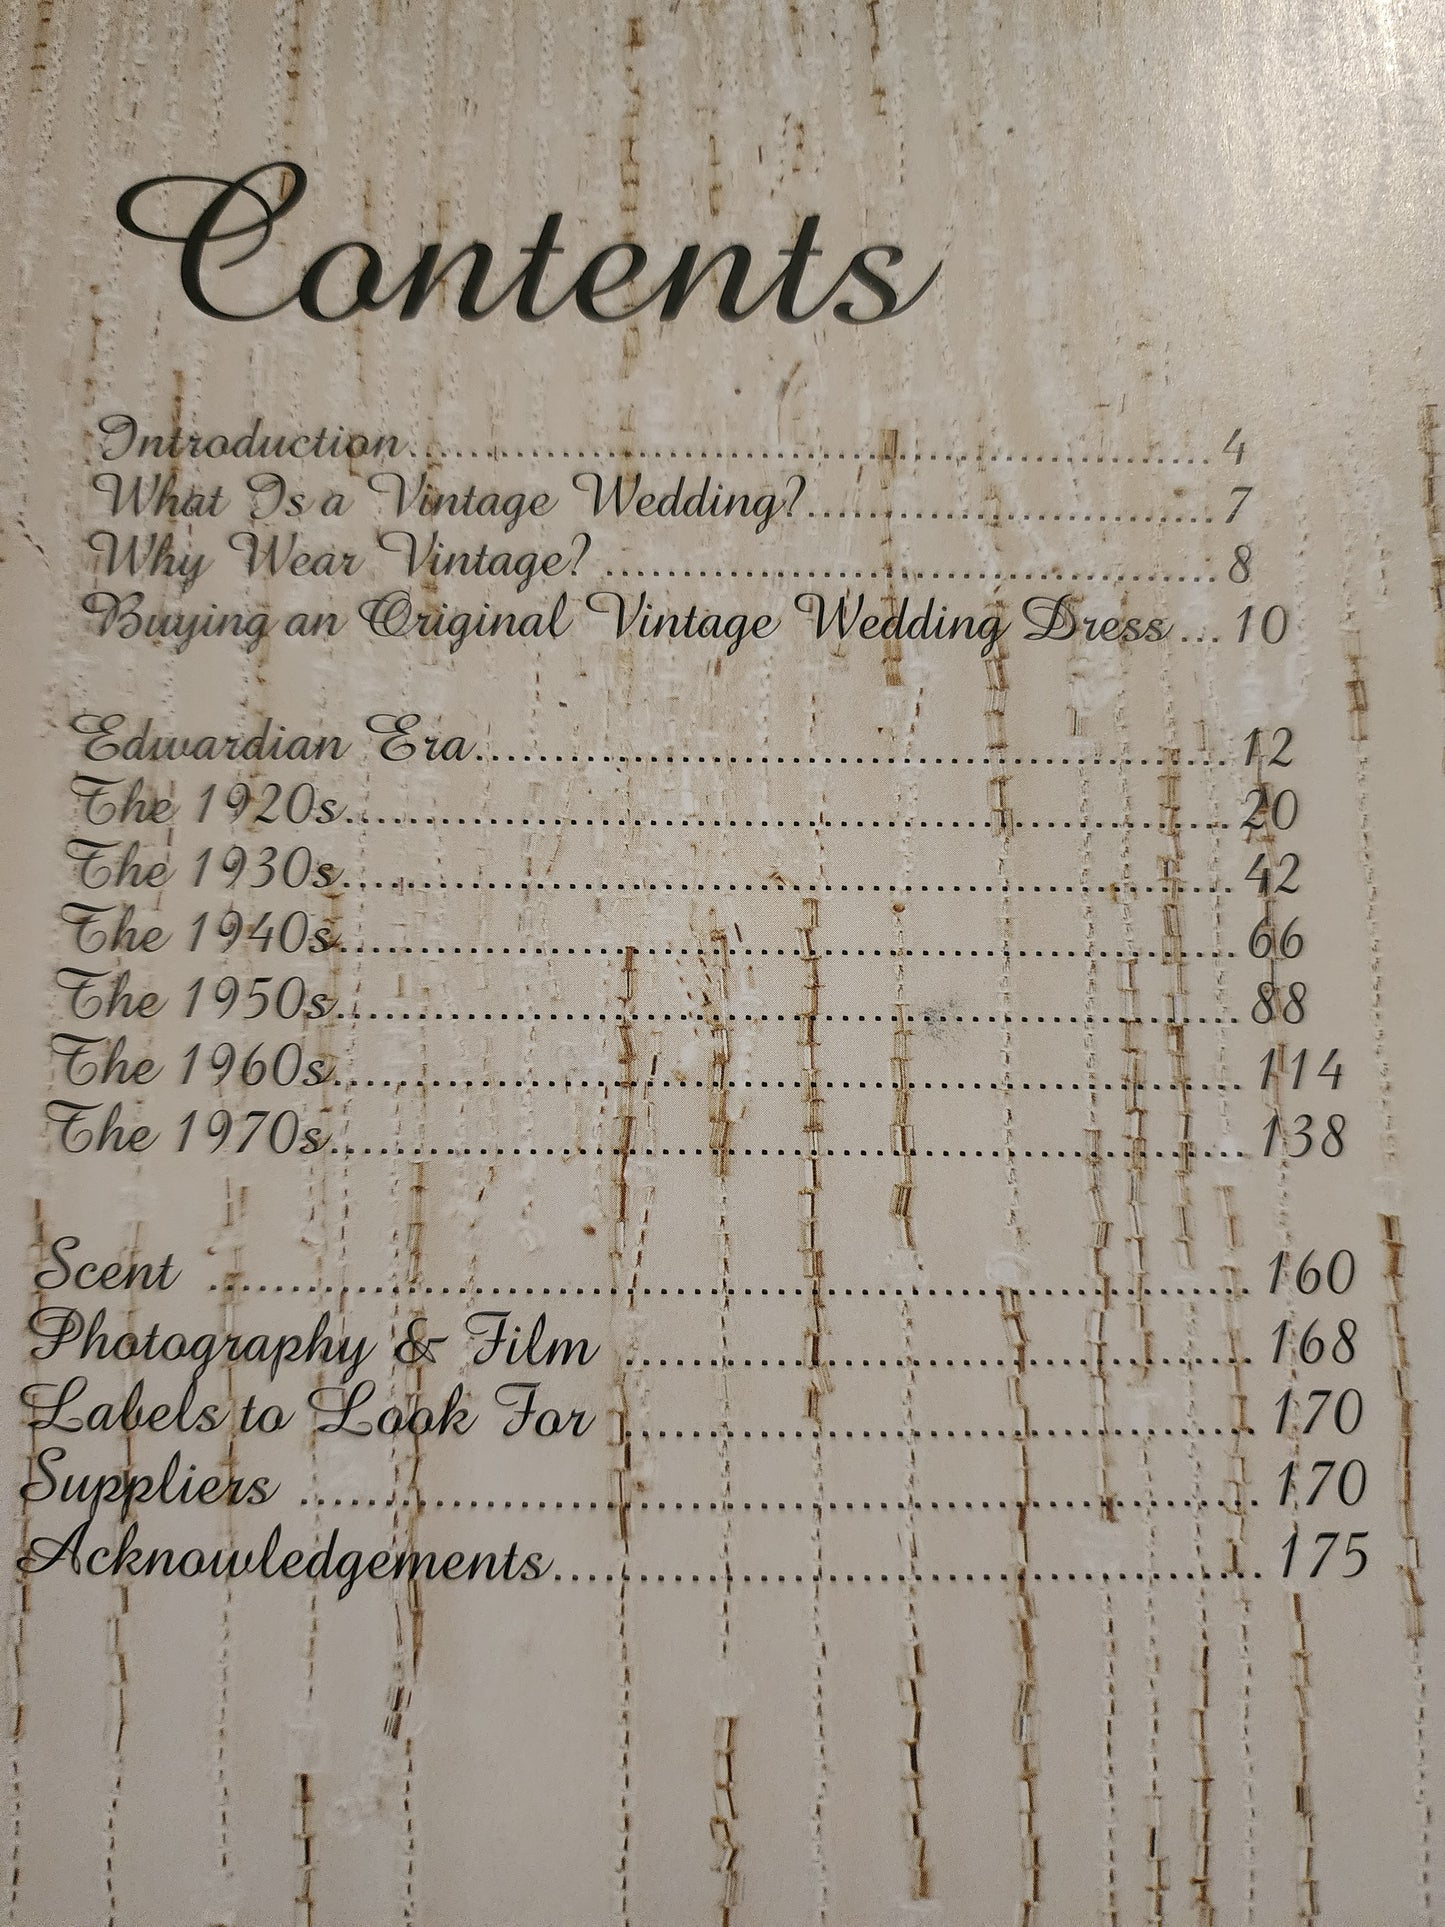 Contents
Introduction 4
What Is a Vintage Wedding? 7
Why Wear Vintage? 8
Buying an Original Vintage Wedding Dress 10
Edwardian Era 12
The 1920s 20
The 1930s 42
The 1940s 66
The 1950s 88
The 1960s 114
The 1970s 138
Scent 160
Photography & Film 168
Labels to Look For 170
Suppliers 170
Acknowledgements 175